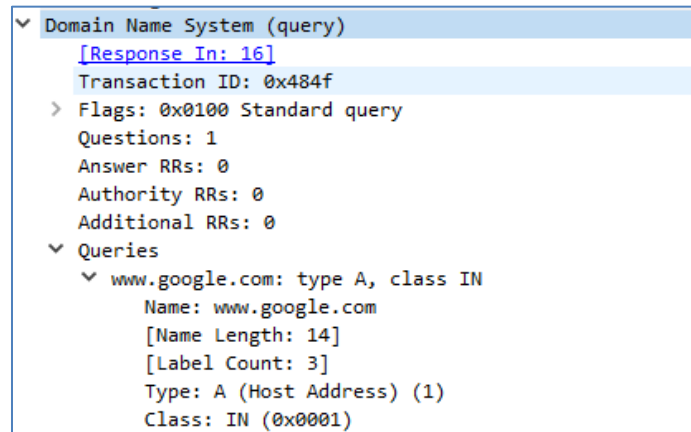 Domain Name System (query)
[Response In: 16]
Transaction ID: 0x484f
Flags: 0x0100 Standard query
Questions: 1
Answer RRs: 0
Authority RRs: 0
Additional RRs: 0
Queries
www.google.com: type A, class IN
Name: www.google.com
[Name Length: 14]
[Label Count: 3]
Type: A (Host Address) (1)
Class: IN (0x0001)